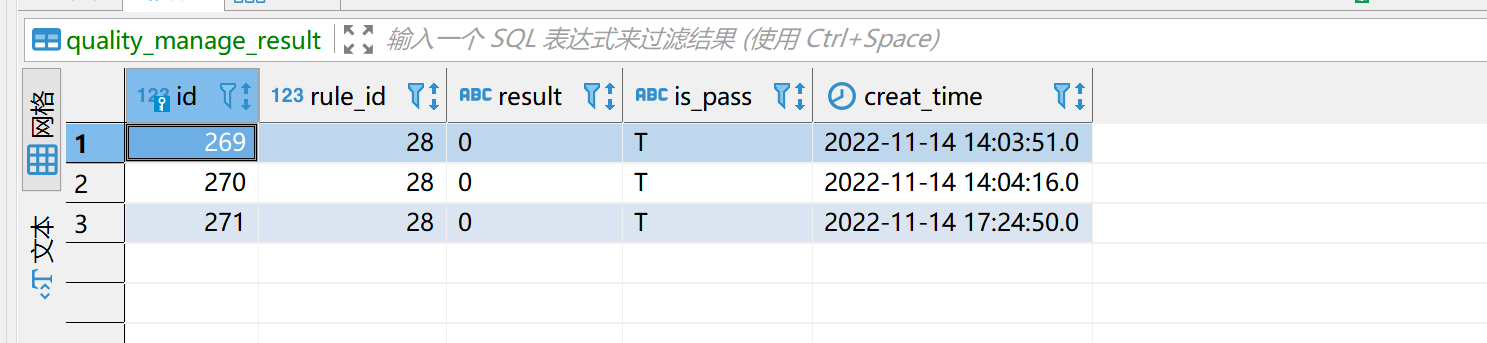 quality_manage_result 输入一个 SQL 表达式来过滤结果 (使用 Ctrl+Space)
网格
文本
123 id 123 rule_id ABC result ABC is_pass creat_time
1 269 28 0 T 2022-11-14 14:03:51.0
2 270 28 0 T 2022-11-14 14:04:16.0
3 271 28 0 T 2022-11-14 17:24:50.0